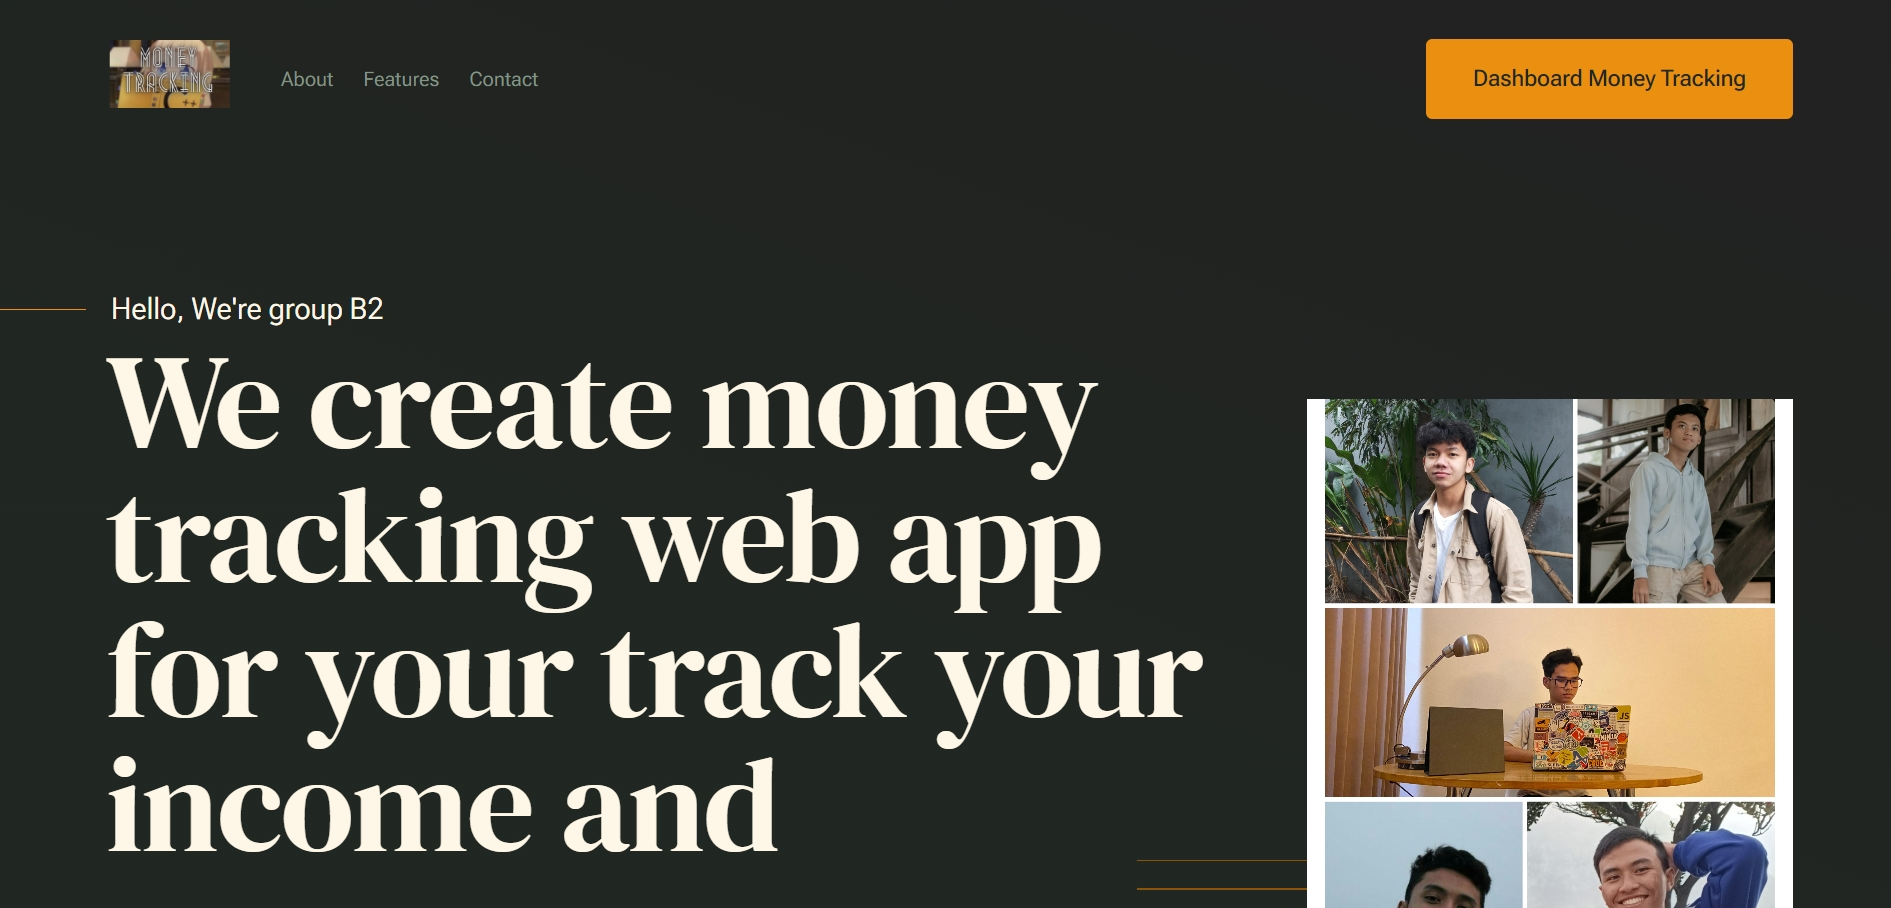 MONEY
TRACKING
About
Features
Contact
Dashboard Money Tracking
Hello, We're group B2
We create money
tracking web app
for your track your
income and
JS